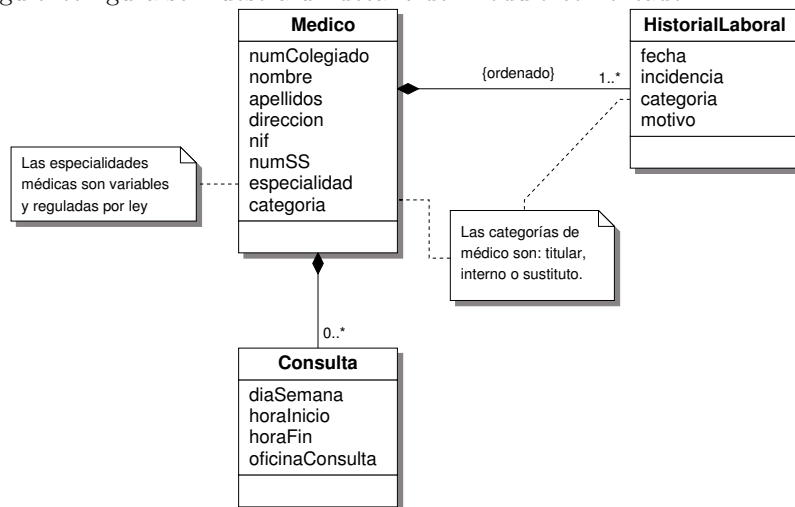 Medico
numColegiado
nombre
apellidos
direccion
nif
numSS
especialidad
categoria
{ordenado}
1..*
HistorialLaboral
fecha
incidencia
categoria
motivo
Las especialidades
médicas son variables
y reguladas por ley
Las categorías de
médico son: titular,
interno o sustituto.
0..*
Consulta
diaSemana
horaInicio
horaFin
oficinaConsulta